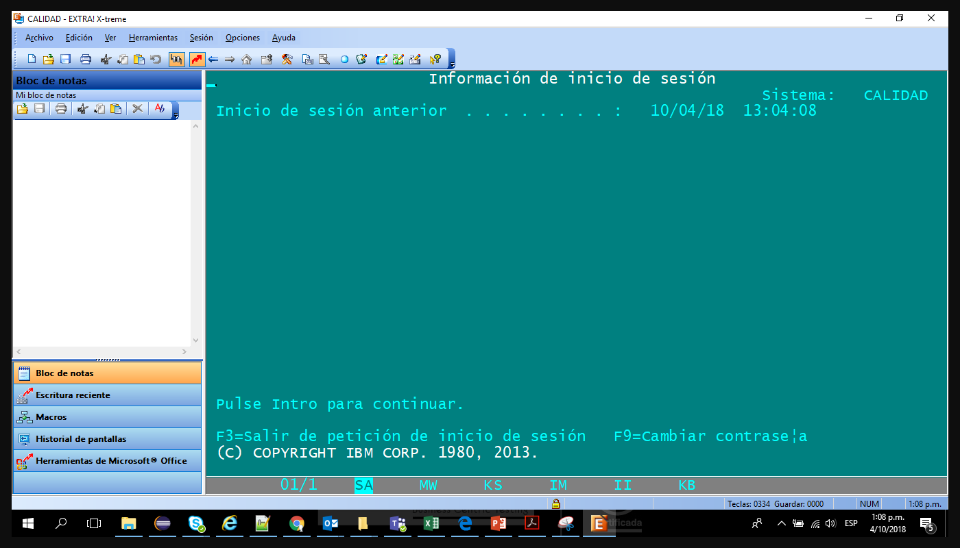 CALIDAD - EXTRA! X-treme
Archivo Edición Ver Herramientas Sesión Opciones Ayuda
Bloc de notas
Mi bloc de notas
Información de inicio de sesión
Sistema: CALIDAD
Inicio de sesión anterior . . . . . . . . : 10/04/18 13:04:08
Bloc de notas
Escritura reciente
Macros
Historial de pantallas
Herramientas de Microsoft® Office
Pulse Intro para continuar.
F3=Salir de petición de inicio de sesión F9=Cambiar contrase¦a
(C) COPYRIGHT IBM CORP. 1980, 2013.
01/1 SA MW KS IM II KB
Teclas: 0334 Guardar: 0000 NUM 1:08 p.m.
ESP
1:08 p.m.
4/10/2018
5